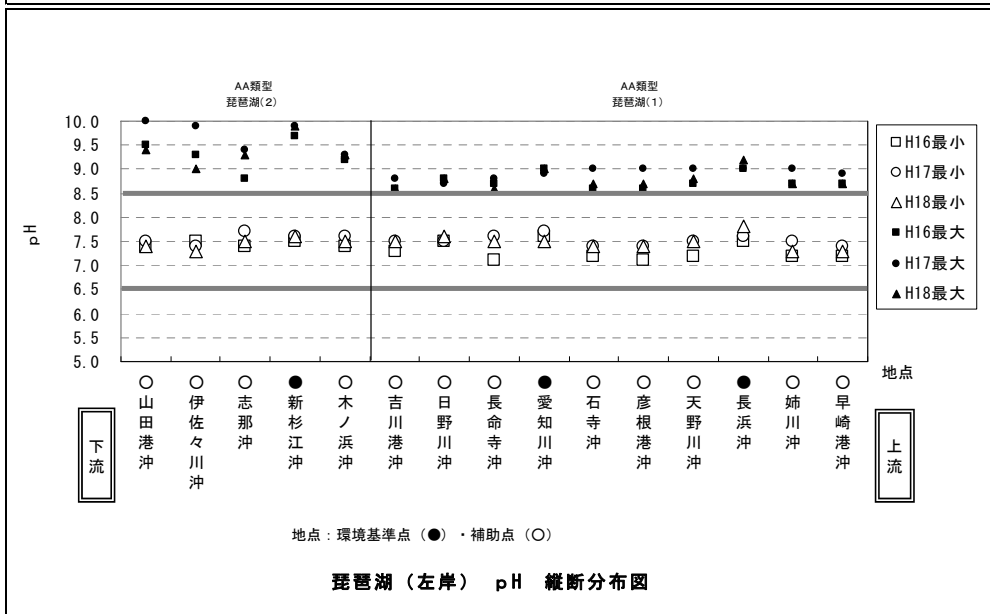 AA類型
琵琶湖(2)
AA類型
琵琶湖(1)
pH
10.0
9.5
9.0
8.5
8.0
7.5
7.0
6.5
6.0
5.5
5.0
□H16最小
○H17最小
△H18最小
■H16最大
●H17最大
▲H18最大
地点
○ ○ ○ ● ○ ○ ○ ○ ● ○ ○ ○ ● ○ ○
山田港沖
伊佐々川沖
志那沖
新杉江沖
木ノ浜沖
吉川港沖
日野川沖
長命寺沖
愛知川沖
石寺沖
彦根港沖
天野川沖
長浜沖
姉川沖
早崎港沖
下流
上流
地点：環境基準点（●）・補助点（○）
琵琶湖（左岸） pH 縦断分布図